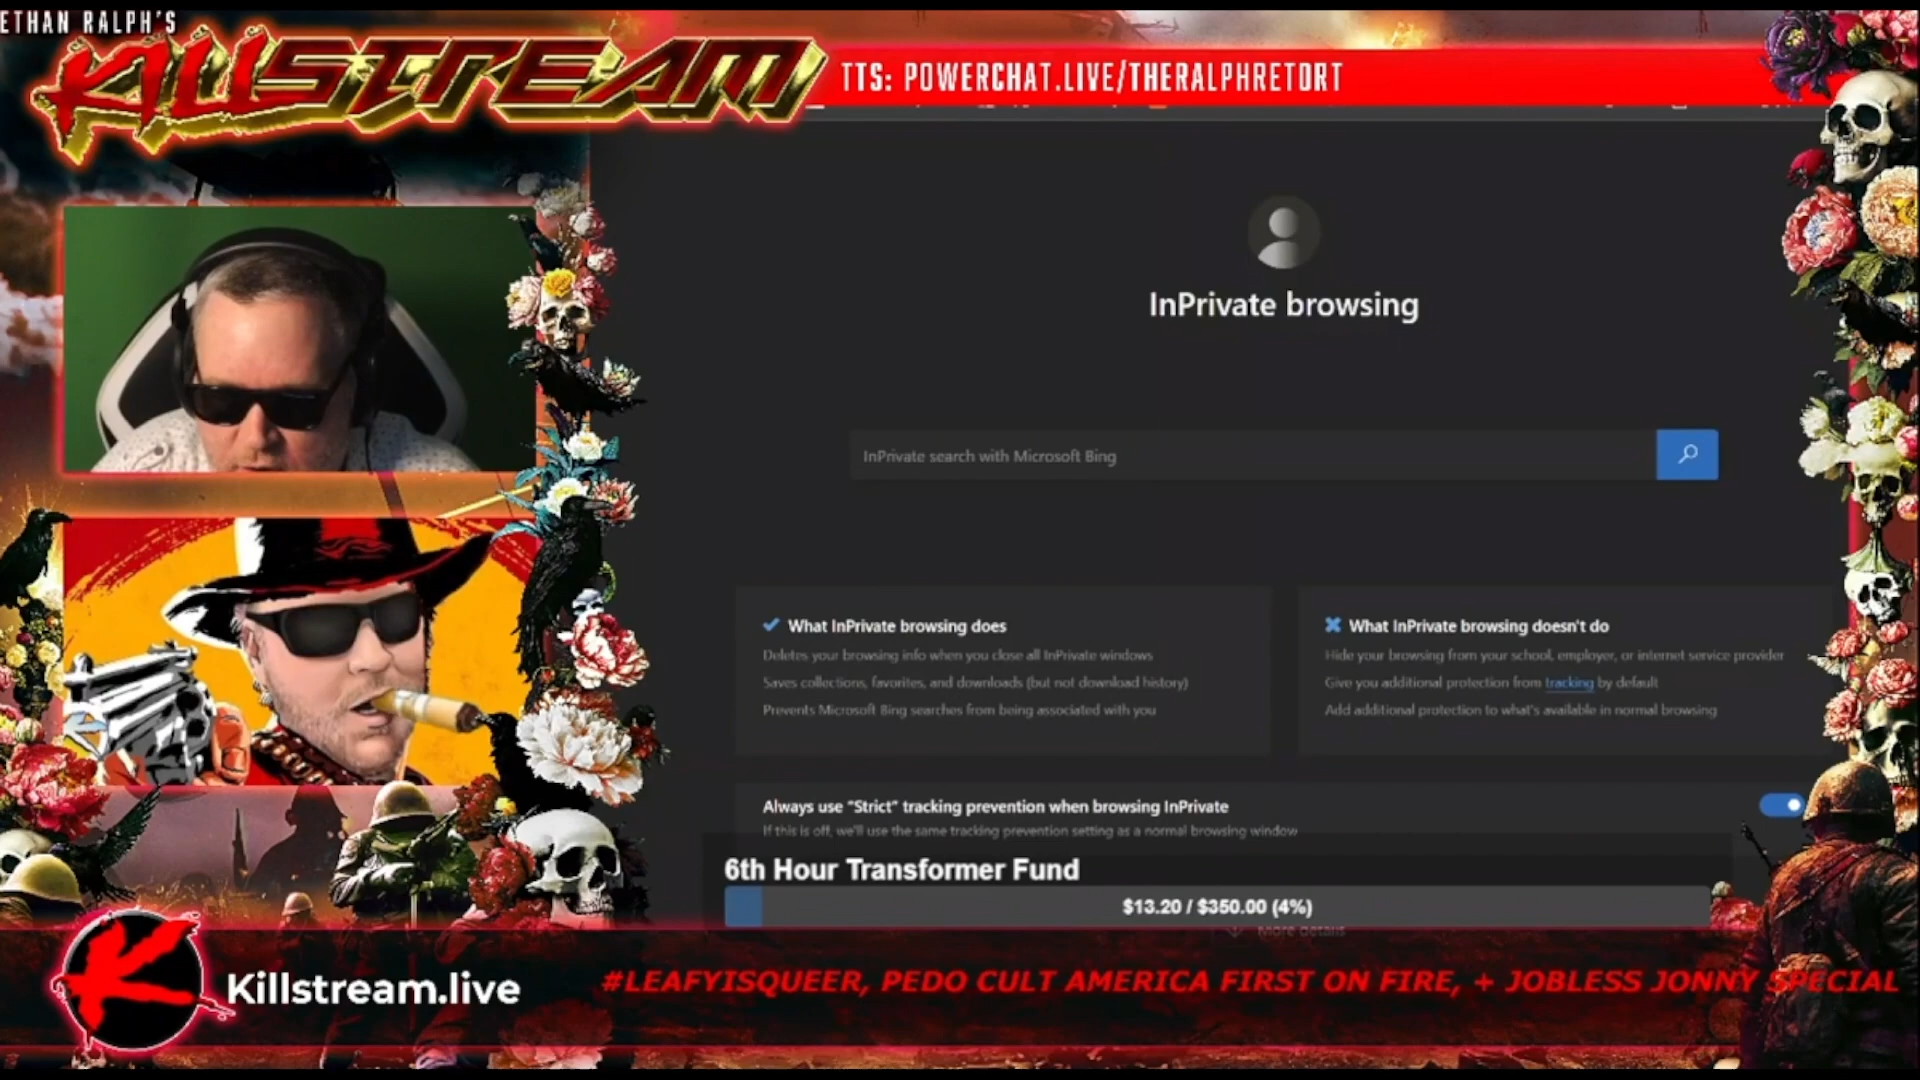 ETHAN RALPH'S
KILLSTREAM
TTS: POWERCHAT.LIVE/THERALPHRETORT
InPrivate browsing
InPrivate search with Microsoft Bing
What InPrivate browsing does
Deletes your browsing info when you close all InPrivate windows
Saves collections, favorites, and downloads (but not download history)
Prevents Microsoft Bing searches from being associated with you
What InPrivate browsing doesn't do
Hide your browsing from your school, employer, or internet service provider
Give you additional protection from tracking by default
Add additional protection to what's available in normal browsing
Always use "Strict" tracking prevention when browsing InPrivate
If this is off, we'll use the same tracking prevention setting as a normal browsing window
6th Hour Transformer Fund
$13.20 / $350.00 (4%)
More details
K
Killstream.live
#LEAFYISQUEER, PEDO CULT AMERICA FIRST ON FIRE, + JOBLESS JONNY SPECIAL